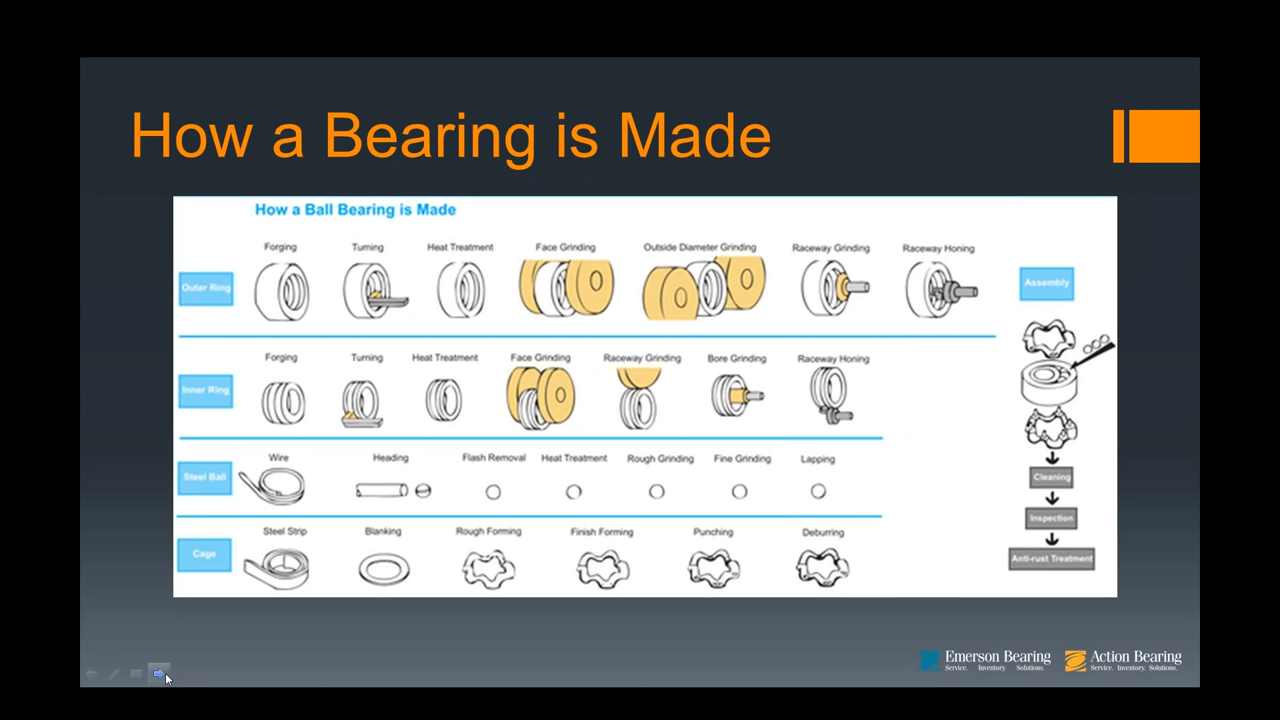 How a Bearing is Made
How a Ball Bearing is Made
Forging Turning Heat Treatment Face Grinding Outside Diameter Grinding Raceway Grinding Raceway Honing
Outer Ring
Assembly
Forging Turning Heat Treatment Face Grinding Raceway Grinding Bore Grinding Raceway Honing
Inner Ring
Wire Heading Flash Removal Heat Treatment Rough Grinding Fine Grinding Lapping
Steel Ball
Cleaning
Inspection
Steel Strip Blanking Rough Forming Finish Forming Punching Deburring
Cage
Anti-rust Treatment
Emerson Bearing
Service. Inventory. Solutions.
Action Bearing
Service. Inventory. Solutions.